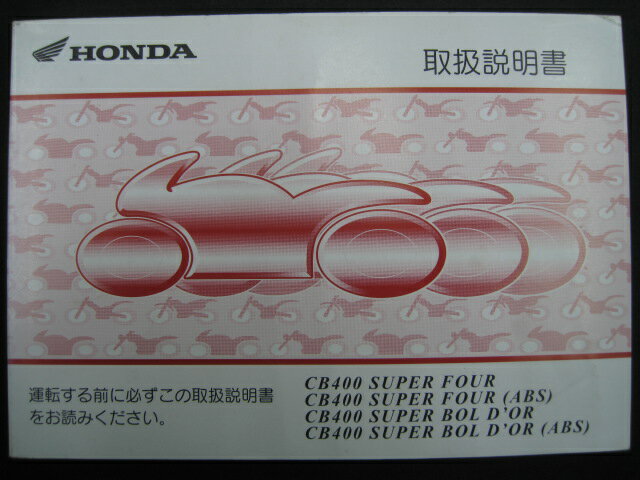 HONDA
取扱説明書
運転する前に必ずこの取扱説明書
をお読みください。
CB400 SUPER FOUR
CB400 SUPER FOUR (ABS)
CB400 SUPER BOL D'OR
CB400 SUPER BOL D'OR (ABS)